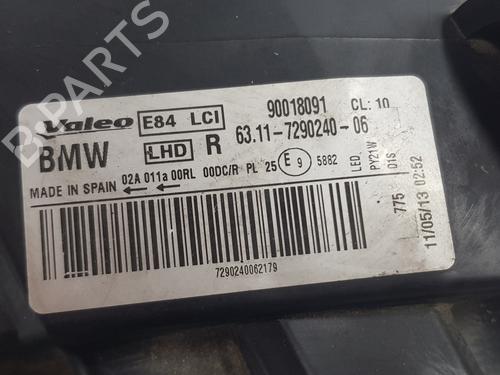 B-PARTS
Valeo E84 LCI 90018091 CL: 10
BMW LHD R 63.11-7290240-06
MADE IN SPAIN 02A 011a 00RL 00DC/R PL 25 E 9 5882
LED
PY21W
01S
775
11/05/13 02:52
7290240062179